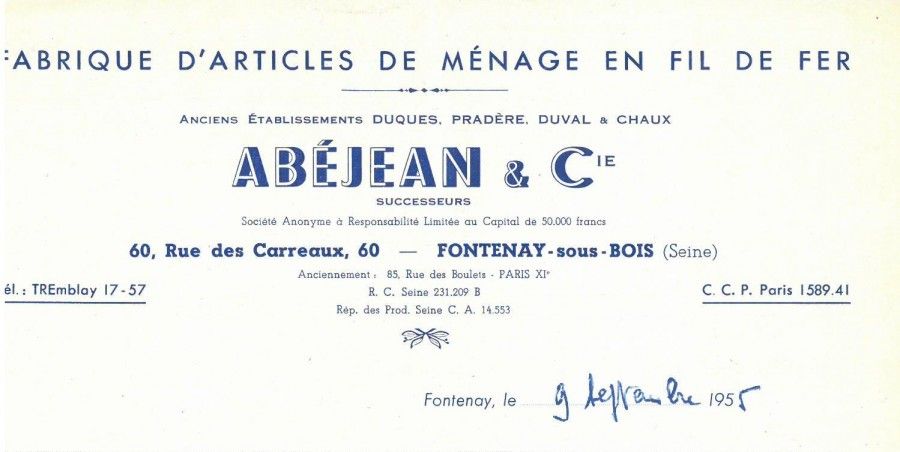 FABRIQUE D'ARTICLES DE MÉNAGE EN FIL DE FER
ANCIENS ÉTABLISSEMENTS DUQUES, PRADÈRE, DUVAL & CHAUX
ABÉJEAN & CIE
SUCCESSEURS
Société Anonyme à Responsabilité Limitée au Capital de 50.000 francs
60, Rue des Carreaux, 60 — FONTENAY-sous-BOIS (Seine)
Anciennement : 85, Rue des Boulets - PARIS XIe
él. : TREmblay 17-57
R. C. Seine 231.209 B
C. C. P. Paris 1589.41
Rép. des Prod. Seine C. A. 14.553
Fontenay, le 9 Septembre 1955